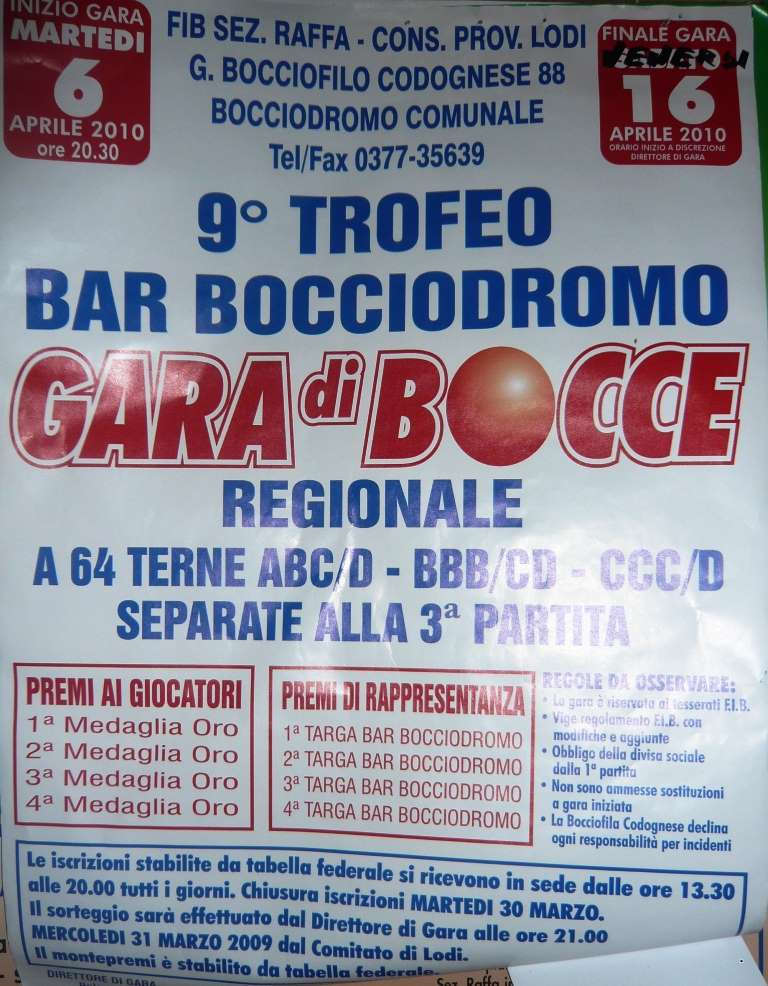 INIZIO GARA
MARTEDI
6
APRILE 2010
ore 20.30
FIB SEZ. RAFFA - CONS. PROV. LODI
G. BOCCIOFILO CODOGNESE 88
BOCCIODROMO COMUNALE
Tel/Fax 0377-35639
FINALE GARA
VENERDI
16
APRILE 2010
ORARIO INIZIO A DISCREZIONE
DIRETTORE DI GARA
9° TROFEO
BAR BOCCIODROMO
GARA di BOCCE
REGIONALE
A 64 TERNE ABC/D - BBB/CD - CCC/D
SEPARATE ALLA 3ª PARTITA
PREMI AI GIOCATORI
1ª Medaglia Oro
2ª Medaglia Oro
3ª Medaglia Oro
4ª Medaglia Oro
PREMI DI RAPPRESENTANZA
1ª TARGA BAR BOCCIODROMO
2ª TARGA BAR BOCCIODROMO
3ª TARGA BAR BOCCIODROMO
4ª TARGA BAR BOCCIODROMO
REGOLE DA OSSERVARE:
• La gara è riservata ai tesserati F.I.B.
• Vige regolamento F.I.B. con
modifiche e aggiunte
• Obbligo della divisa sociale
dalla 1ª partita
• Non sono ammesse sostituzioni
a gara iniziata
• La Bocciofila Codognese declina
ogni responsabilità per incidenti
Le iscrizioni stabilite da tabella federale si ricevono in sede dalle ore 13.30
alle 20.00 tutti i giorni. Chiusura iscrizioni MARTEDI 30 MARZO.
Il sorteggio sarà effettuato dal Direttore di Gara alle ore 21.00
MERCOLEDI 31 MARZO 2009 dal Comitato di Lodi.
Il montepremi è stabilito da tabella federale.
DIRETTORE DI GARA
Sez. Raffa